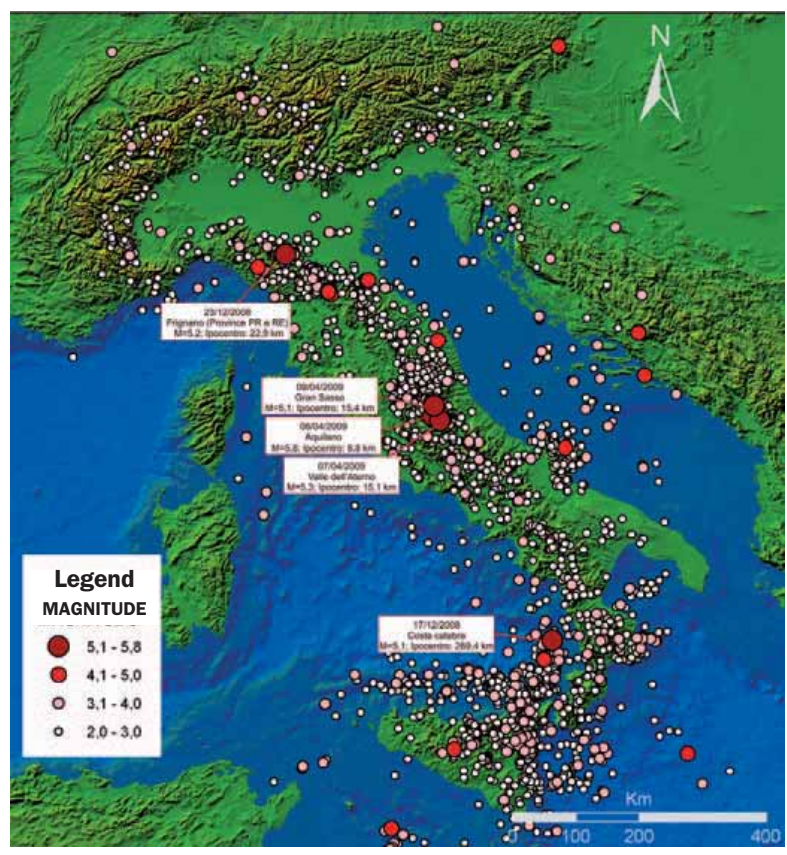 N
23/12/2008
Frignano (Province PR e RE)
M=5.2; Ipocentro: 22.9 km
09/04/2009
Gran Sasso
M=5,1; Ipocentro: 15.4 km
06/04/2009
Aquilano
M=5.8; Ipocentro: 8.8 km
07/04/2009
Valle dell'Aterno
M=5.3; Ipocentro: 15.1 km
17/12/2008
Costa calabra
M=5.1; Ipocentro: 269.4 km
Legend
MAGNITUDE
5,1 - 5,8
4,1 - 5,0
3,1 - 4,0
2,0 - 3,0
Km
0 100 200 400